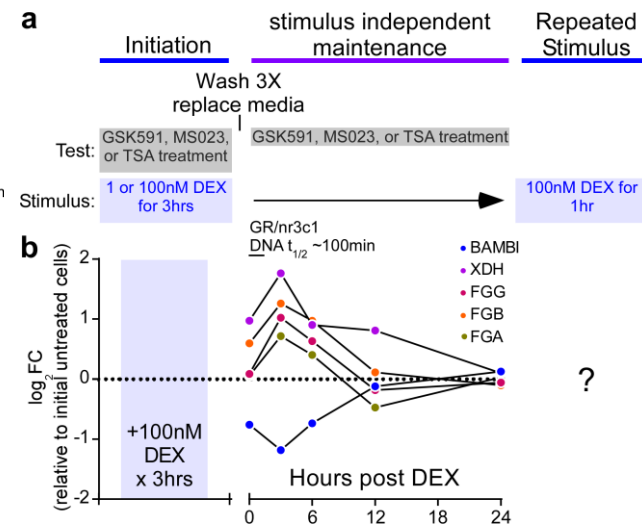 a
Initiation
stimulus independent
maintenance
Repeated
Stimulus
Wash 3X
replace media
Test:
GSK591, MS023,
or TSA treatment
GSK591, MS023, or TSA treatment
Stimulus:
1 or 100nM DEX
for 3hrs
100nM DEX for
1hr
b
GR/nr3c1
DNA t1/2 ~100min
BAMBI
XDH
FGG
FGB
FGA
log2FC
(relative to initial untreated cells)
2
1
0
-1
-2
+100nM
DEX
x 3hrs
?
Hours post DEX
0
6
12
18
24